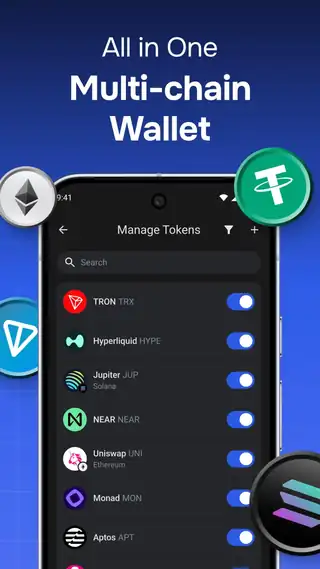 All in One
Multi-chain
Wallet
9:41
Manage Tokens
Search
TRON TRX
Hyperliquid HYPE
Jupiter JUP
Solana
NEAR NEAR
Uniswap UNI
Ethereum
Monad MON
Aptos APT